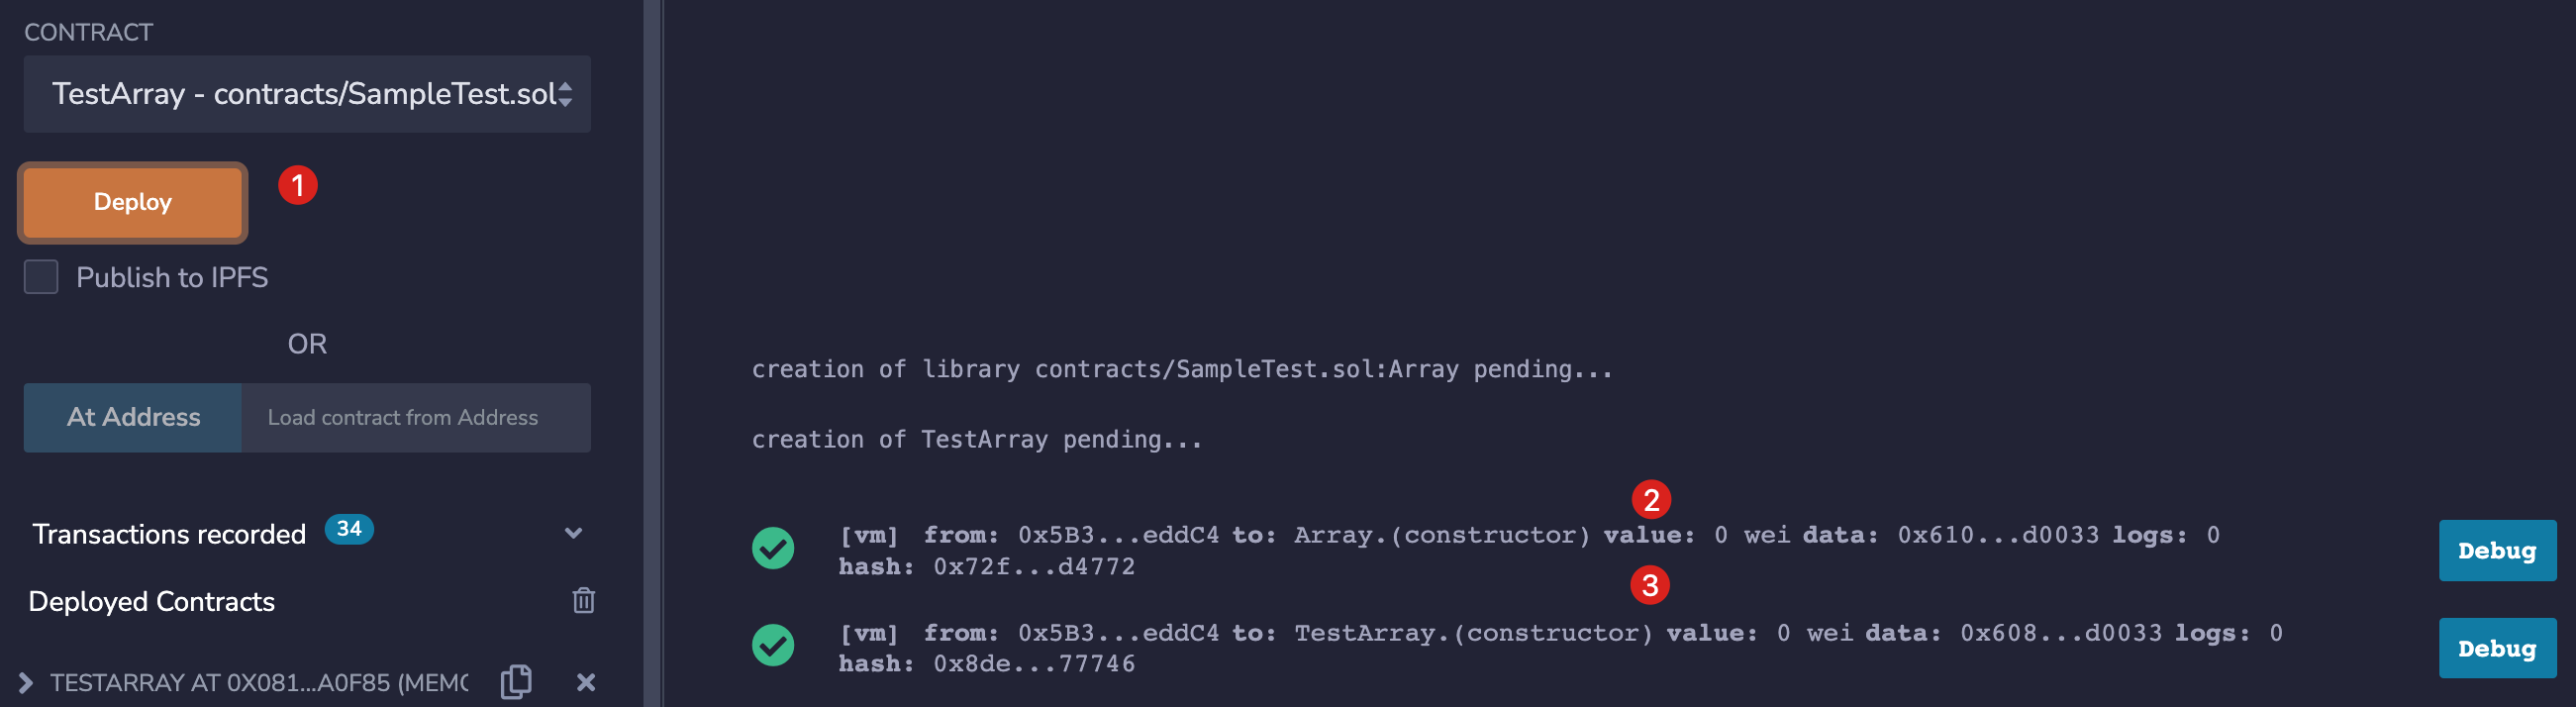 CONTRACT
TestArray - contracts/SampleTest.sol
Deploy
1
Publish to IPFS
OR
At Address
Load contract from Address
Transactions recorded 34
Deployed Contracts
TESTARRAY AT 0X081...A0F85 (MEMO
creation of library contracts/SampleTest.sol:Array pending...
creation of TestArray pending...
2
[vm] from: 0x5B3...eddC4 to: Array.(constructor) value: 0 wei data: 0x610...d0033 logs: 0
hash: 0x72f...d4772
Debug
3
[vm] from: 0x5B3...eddC4 to: TestArray.(constructor) value: 0 wei data: 0x608...d0033 logs: 0
hash: 0x8de...77746
Debug